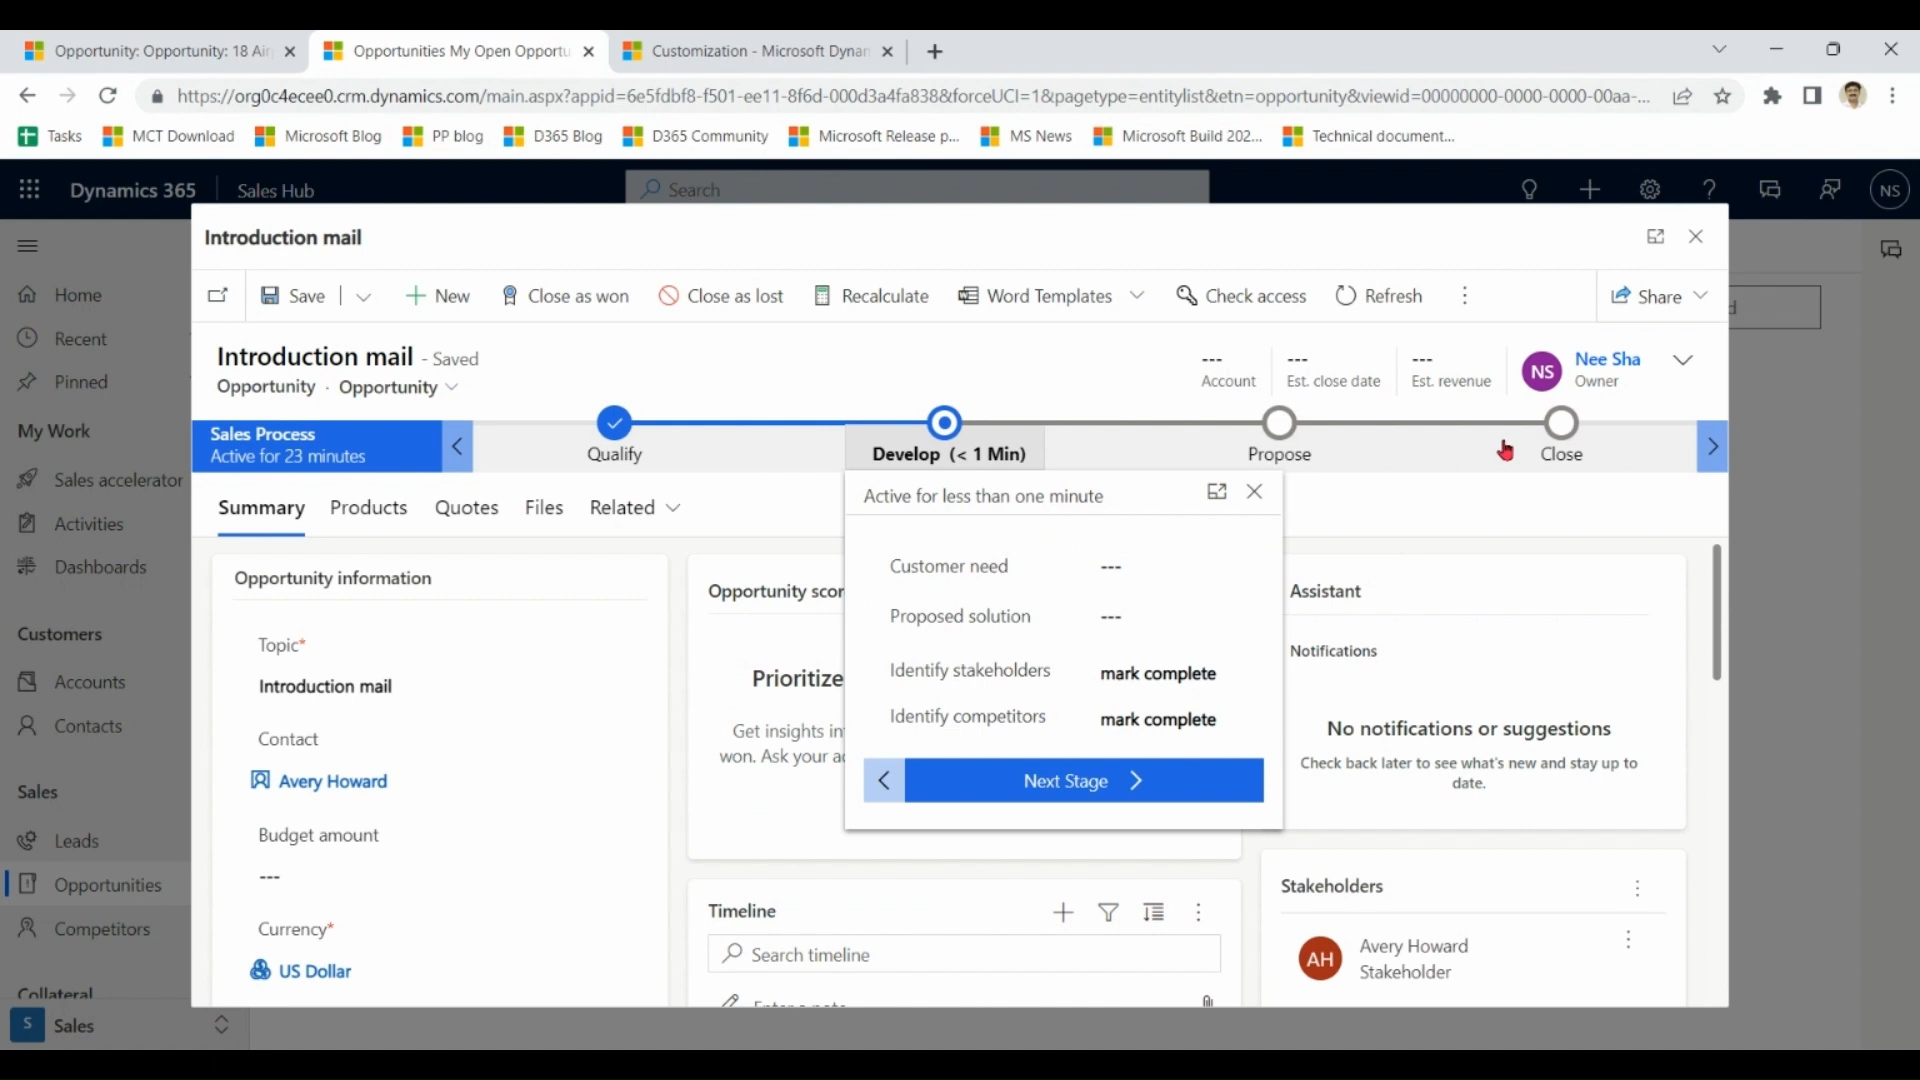 Opportunity: Opportunity: 18 Air
Opportunities My Open Opportu
Customization - Microsoft Dynan
https://org0c4ecee0.crm.dynamics.com/main.aspx?appid=6e5fdbf8-f501-ee11-8f6d-000d3a4fa838&forceUCI=1&pagetype=entitylist&etn=opportunity&viewid=00000000-0000-0000-00aa-...
Tasks MCT Download Microsoft Blog PP blog D365 Blog D365 Community Microsoft Release p... MS News Microsoft Build 202... Technical document...
Dynamics 365 Sales Hub Search NS
Introduction mail
Save New Close as won Close as lost Recalculate Word Templates Check access Refresh Share
Introduction mail - Saved
Opportunity · Opportunity
--- Account
--- Est. close date
--- Est. revenue
NS Nee Sha
Owner
Sales Process
Active for 23 minutes
Qualify
Develop (< 1 Min)
Propose
Close
Summary Products Quotes Files Related
Home
Recent
Pinned
My Work
Sales accelerator
Activities
Dashboards
Customers
Accounts
Contacts
Sales
Leads
Opportunities
Competitors
Collateral
S Sales
Opportunity information
Topic*
Introduction mail
Contact
Avery Howard
Budget amount
---
Currency*
US Dollar
Opportunity scor
Prioritize
Get insights in
won. Ask your a
Active for less than one minute
Customer need ---
Proposed solution ---
Identify stakeholders mark complete
Identify competitors mark complete
Next Stage
Timeline
Search timeline
Enter a note
Assistant
Notifications
No notifications or suggestions
Check back later to see what's new and stay up to
date.
Stakeholders
AH Avery Howard
Stakeholder